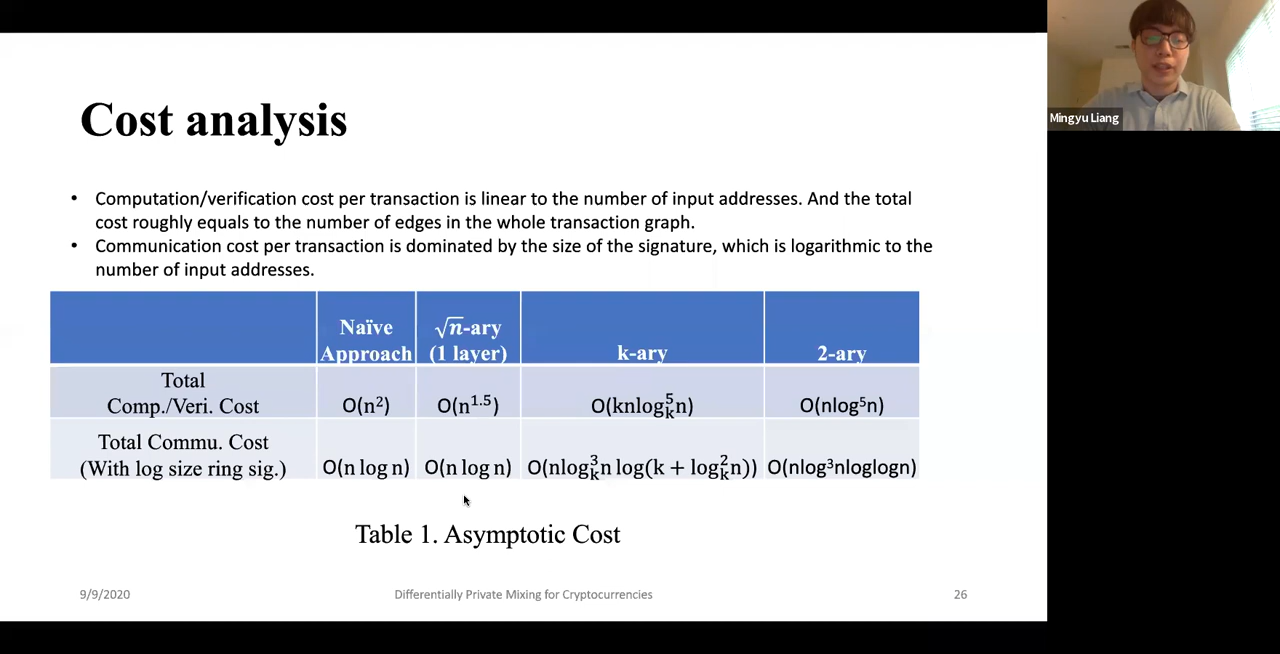 Cost analysis
Mingyu Liang
• Computation/verification cost per transaction is linear to the number of input addresses. And the total
cost roughly equals to the number of edges in the whole transaction graph.
• Communication cost per transaction is dominated by the size of the signature, which is logarithmic to the
number of input addresses.
Naïve Approach
√n-ary (1 layer)
k-ary
2-ary
Total Comp./Veri. Cost
O(n²)
O(n¹·⁵)
O(knlog⁵ₖn)
O(nlog⁵n)
Total Commu. Cost (With log size ring sig.)
O(n log n)
O(n log n)
O(nlog³ₖn log(k + log²ₖn))
O(nlog³nloglogn)
Table 1. Asymptotic Cost
9/9/2020
Differentially Private Mixing for Cryptocurrencies
26